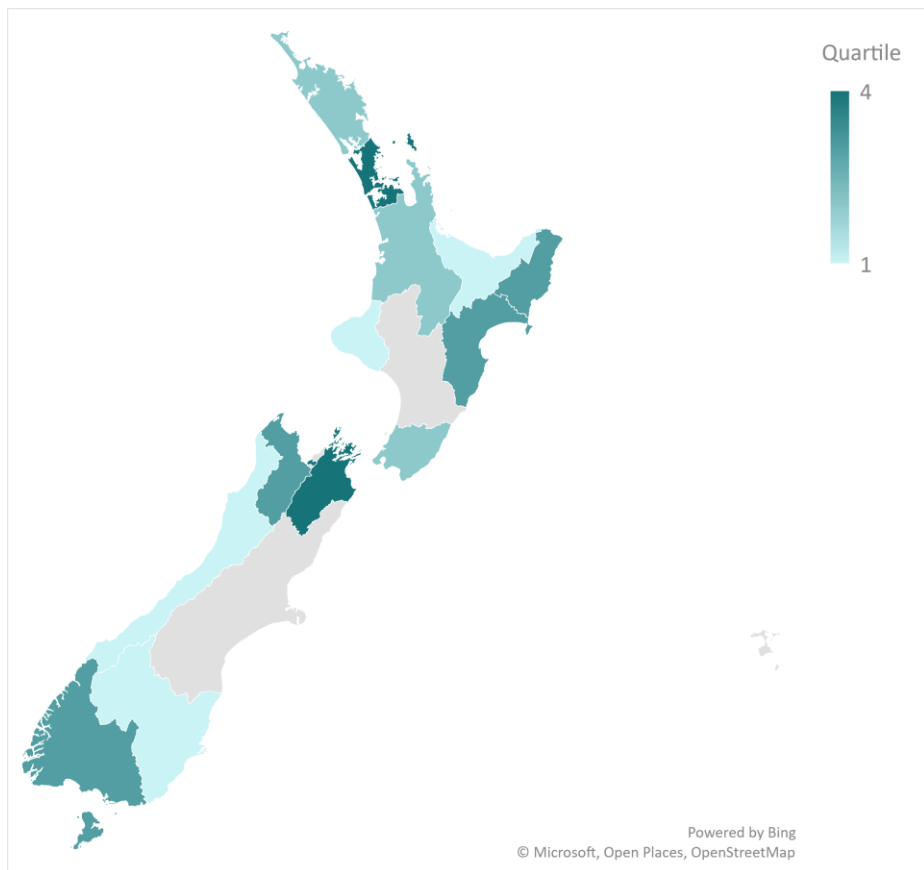 Quartile
4
1
Powered by Bing
© Microsoft, Open Places, OpenStreetMap